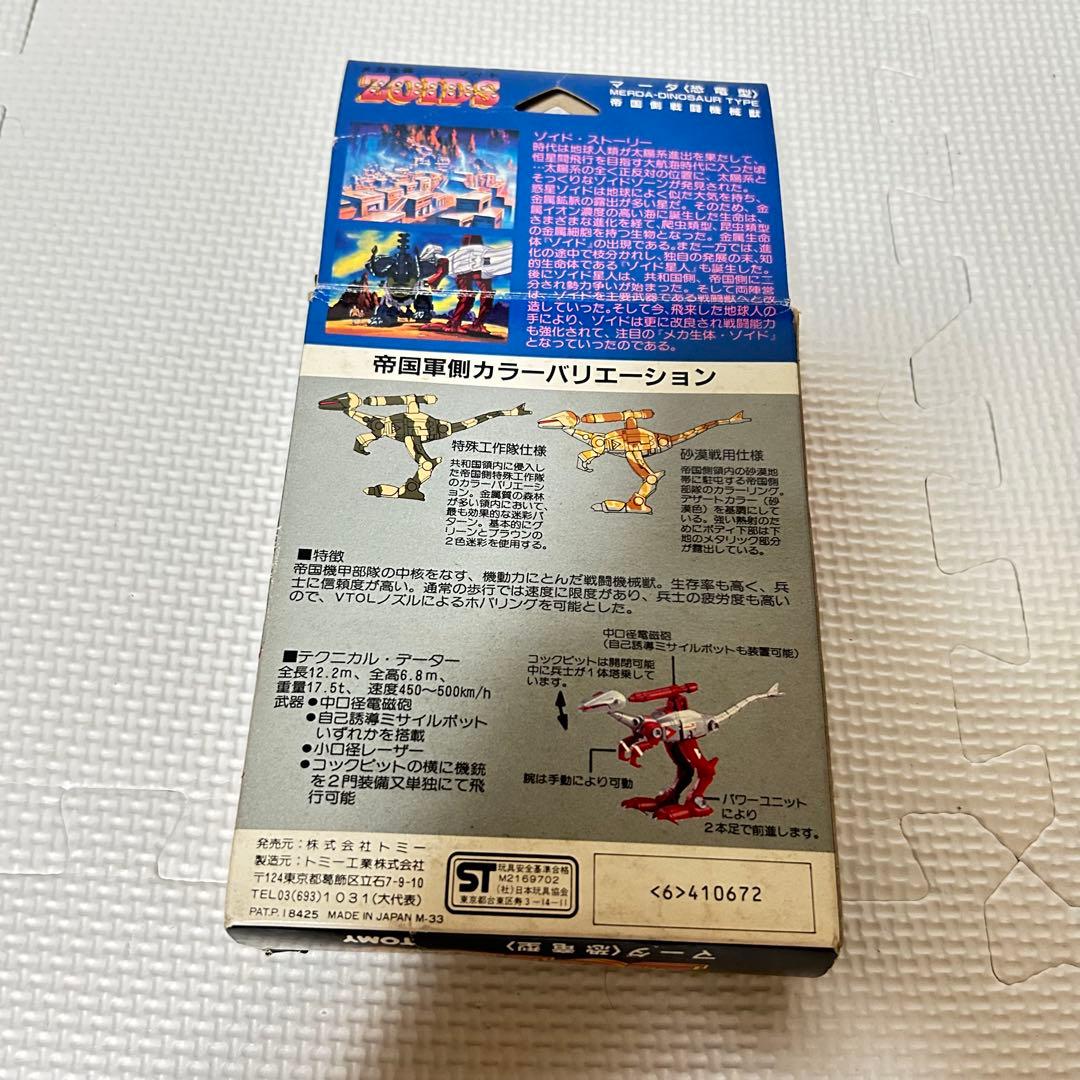 メカ生体 ゾイド
ZOIDS
マーダ〈恐竜型〉
MERDA-DINOSAUR TYPE
帝国側戦闘機械獣
ゾイド・ストーリー
時代は地球人類が太陽系進出を果たして、
恒星間飛行を目指す大航海時代に入った頃
…太陽系の全く正反対の位置に、太陽系と
そっくりなゾイドゾーンが発見された。
惑星ゾイドは地球によく似た大気を持ち、
金属鉱脈の露出が多い星だ。そのため、金
属イオン濃度の高い海に誕生した生命は、
さまざまな進化を経て、爬虫類型、昆虫類型
の金属細胞を持つ生物となった。金属生命
体『ゾイド』の出現である。また一方では、進
化の途中で枝分かれし、独自の発展の末、知
的生命体である『ゾイド星人』も誕生した。
後にゾイド星人は、共和国側、帝国側に二
分され勢力争いが始まった。そして両陣営
は、ゾイドを主要武器である戦闘獣へと改
造していった。そして今、飛来した地球人の
手により、ゾイドは更に改良され戦闘能力
も強化されて、注目の『メカ生体・ゾイド』
となっていったのである。
帝国軍側カラーバリエーション
特殊工作隊仕様
共和国領内に侵入し
た帝国側特殊工作隊
のカラーバリエーシ
ョン。金属質の森林
が多い領内において、
最も効果的な迷彩パ
ターン。基本的にグ
リーンとブラウンの
2色迷彩を使用する。
砂漠戦用仕様
帝国側領内の砂漠地
帯に駐屯する帝国側
部隊のカラーリング。
デザートカラー(砂
漠色)を基調にして
いる。強い熱射のた
めにボディ下部は下
地のメタリック部分
が露出している。
■特徴
帝国機甲部隊の中核をなす、機動力にとんだ戦闘機械獣。生存率も高く、兵
士に信頼度が高い。通常の歩行では速度に限度があり、兵士の疲労度も高い
ので、VTOLノズルによるホバリングを可能とした。
■テクニカル・データー
全長12.2m、全高6.8m、
重量17.5t、速度450〜500km/h
武器●中口径電磁砲
●自己誘導ミサイルポット
いずれかを搭載
●小口径レーザー
●コックピットの横に機銃
を2門装備又単独にて飛
行可能
中口径電磁砲
(自己誘導ミサイルポットも装置可能)
コックピットは開閉可能
中に兵士が1体塔乗して
います。
腕は手動により可動
パワーユニット
により
2本足で前進します。
発売元:株式会社トミー
製造元:トミー工業株式会社
〒124東京都葛飾区立石7-9-10
TEL03(693)1031(大代表)
PAT.P.18425 MADE IN JAPAN M-33
ST
玩具安全基準合格
M2169702
(社)日本玩具協会
東京都台東区寿3-14-11
<6>410672
TOMY
マーダ〈恐竜型〉